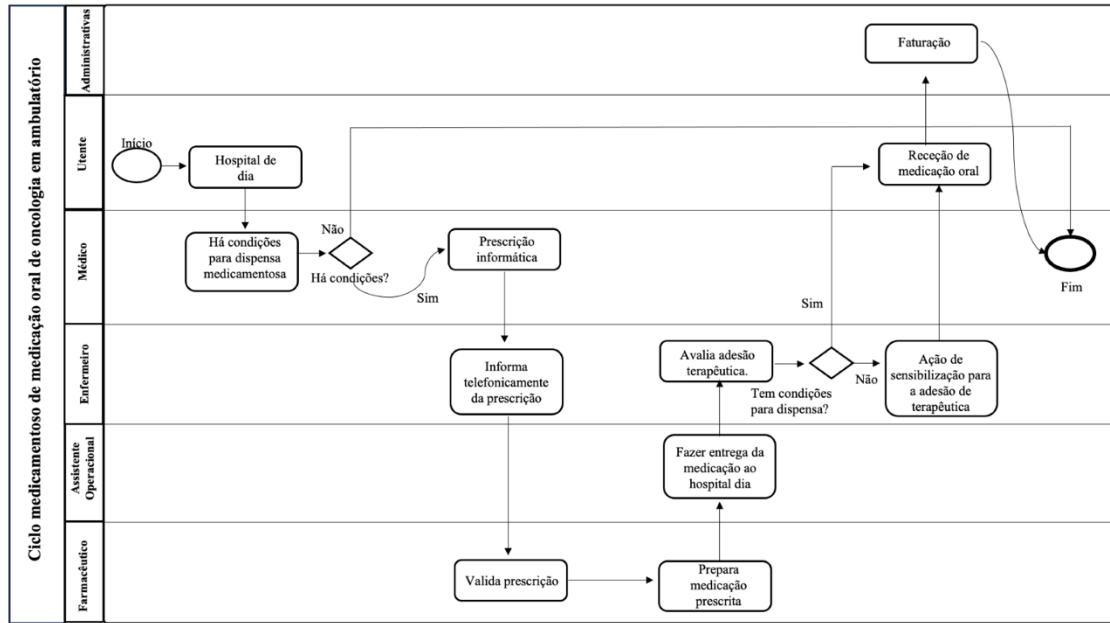 Ciclo medicamentoso de medicação oral de oncologia em ambulatório
Administrativas
Faturação
Utente
Início
Hospital de
dia
Receção de
medicação oral
Médico
Há condições
para dispensa
medicamentosa
Não
Há condições?
Sim
Prescrição
informática
Sim
Fim
Enfermeiro
Informa
telefonicamente
da prescrição
Avalia adesão
terapêutica.
Tem condições
para dispensa?
Não
Ação de
sensibilização para
a adesão de
terapêutica
Assistente
Operacional
Fazer entrega da
medicação ao
hospital dia
Farmacêutico
Valida prescrição
Prepara
medicação
prescrita